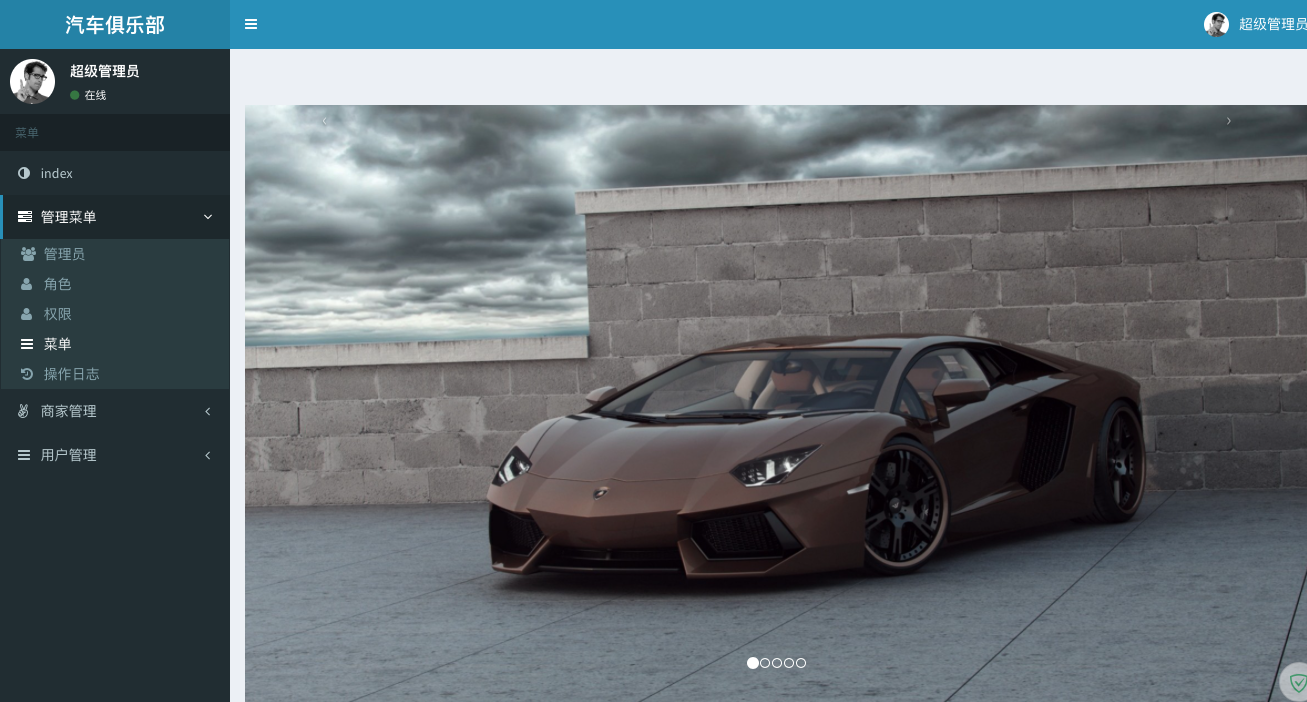 汽车俱乐部
超级管理员
超级管理员
在线
菜单
index
管理菜单
管理员
角色
权限
菜单
操作日志
商家管理
用户管理